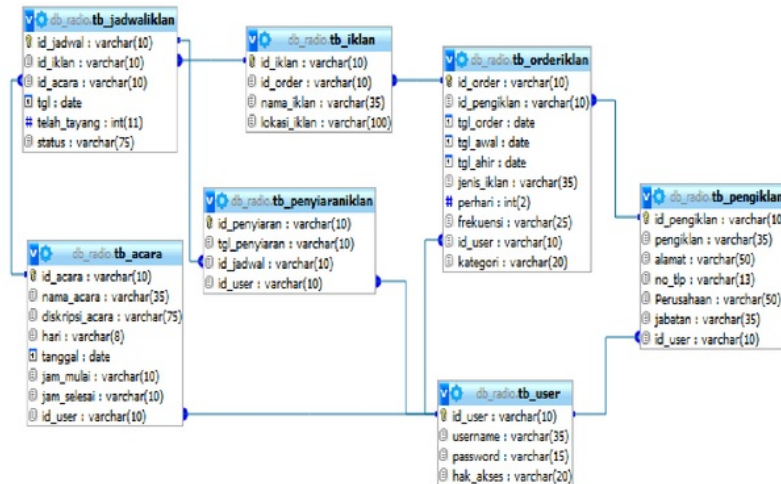 db_radio.tb_jadwaliklan
id_jadwal : varchar(10)
id_iklan : varchar(10)
id_acara : varchar(10)
tgl : date
# telah_tayang : int(11)
status : varchar(75)
db_radio.tb_iklan
id_iklan : varchar(10)
id_order : varchar(10)
nama_iklan : varchar(35)
lokasi_iklan : varchar(100)
db_radio.tb_orderiklan
id_order : varchar(10)
id_pengiklan : varchar(10)
tgl_order : date
tgl_awal : date
tgl_ahir : date
jenis_iklan : varchar(35)
# perhari : int(2)
frekuensi : varchar(25)
id_user : varchar(10)
kategori : varchar(20)
db_radio.tb_penyiaraniklan
id_penyiaran : varchar(10)
tgl_penyiaran : varchar(10)
id_jadwal : varchar(10)
id_user : varchar(10)
db_radio.tb_pengiklan
id_pengiklan : varchar(10
pengiklan : varchar(35)
alamat : varchar(50)
no_tlp : varchar(13)
Perusahaan : varchar(50)
jabatan : varchar(35)
id_user : varchar(10)
db_radio.tb_acara
id_acara : varchar(10)
nama_acara : varchar(35)
diskripsi_acara : varchar(75)
hari : varchar(8)
tanggal : date
jam_mulai : varchar(10)
jam_selesai : varchar(10)
id_user : varchar(10)
db_radio.tb_user
id_user : varchar(10)
username : varchar(35)
password : varchar(15)
hak_akses : varchar(20)